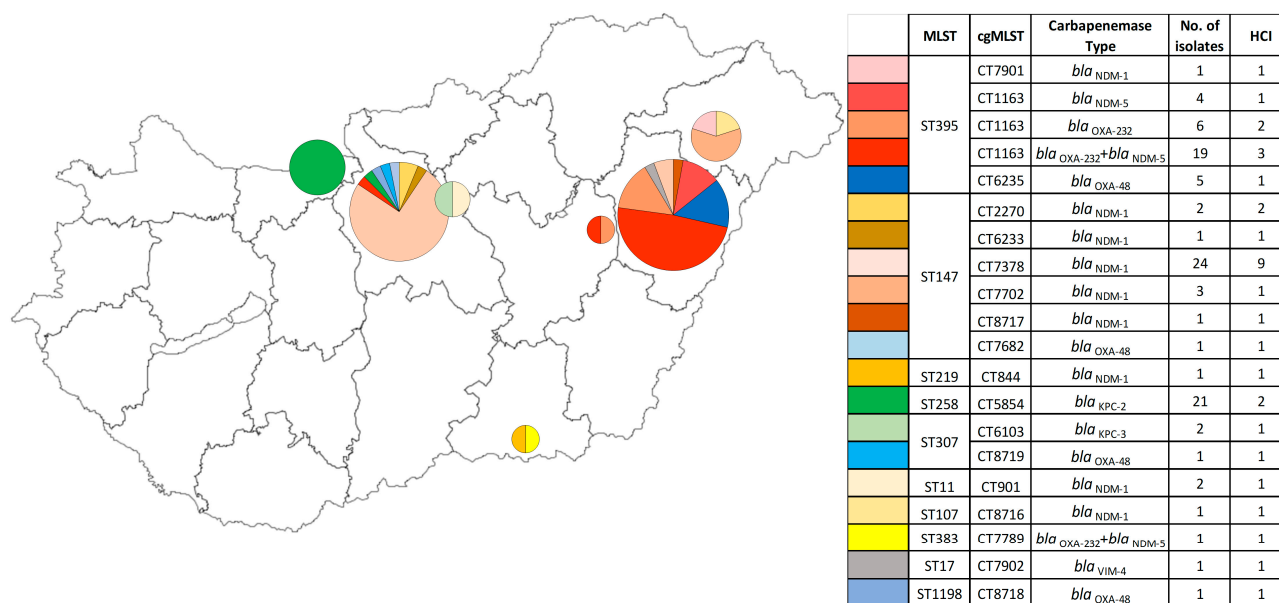 MLST cgMLST Carbapenemase Type No. of isolates HCI
ST395 CT7901 bla NDM-1 1 1
CT1163 bla NDM-5 4 1
CT1163 bla OXA-232 6 2
CT1163 bla OXA-232+bla NDM-5 19 3
CT6235 bla OXA-48 5 1
ST147 CT2270 bla NDM-1 2 2
CT6233 bla NDM-1 1 1
CT7378 bla NDM-1 24 9
CT7702 bla NDM-1 3 1
CT8717 bla NDM-1 1 1
CT7682 bla OXA-48 1 1
ST219 CT844 bla NDM-1 1 1
ST258 CT5854 bla KPC-2 21 2
ST307 CT6103 bla KPC-3 2 1
CT8719 bla OXA-48 1 1
ST11 CT901 bla NDM-1 2 1
ST107 CT8716 bla NDM-1 1 1
ST383 CT7789 bla OXA-232+bla NDM-5 1 1
ST17 CT7902 bla VIM-4 1 1
ST1198 CT8718 bla OXA-48 1 1